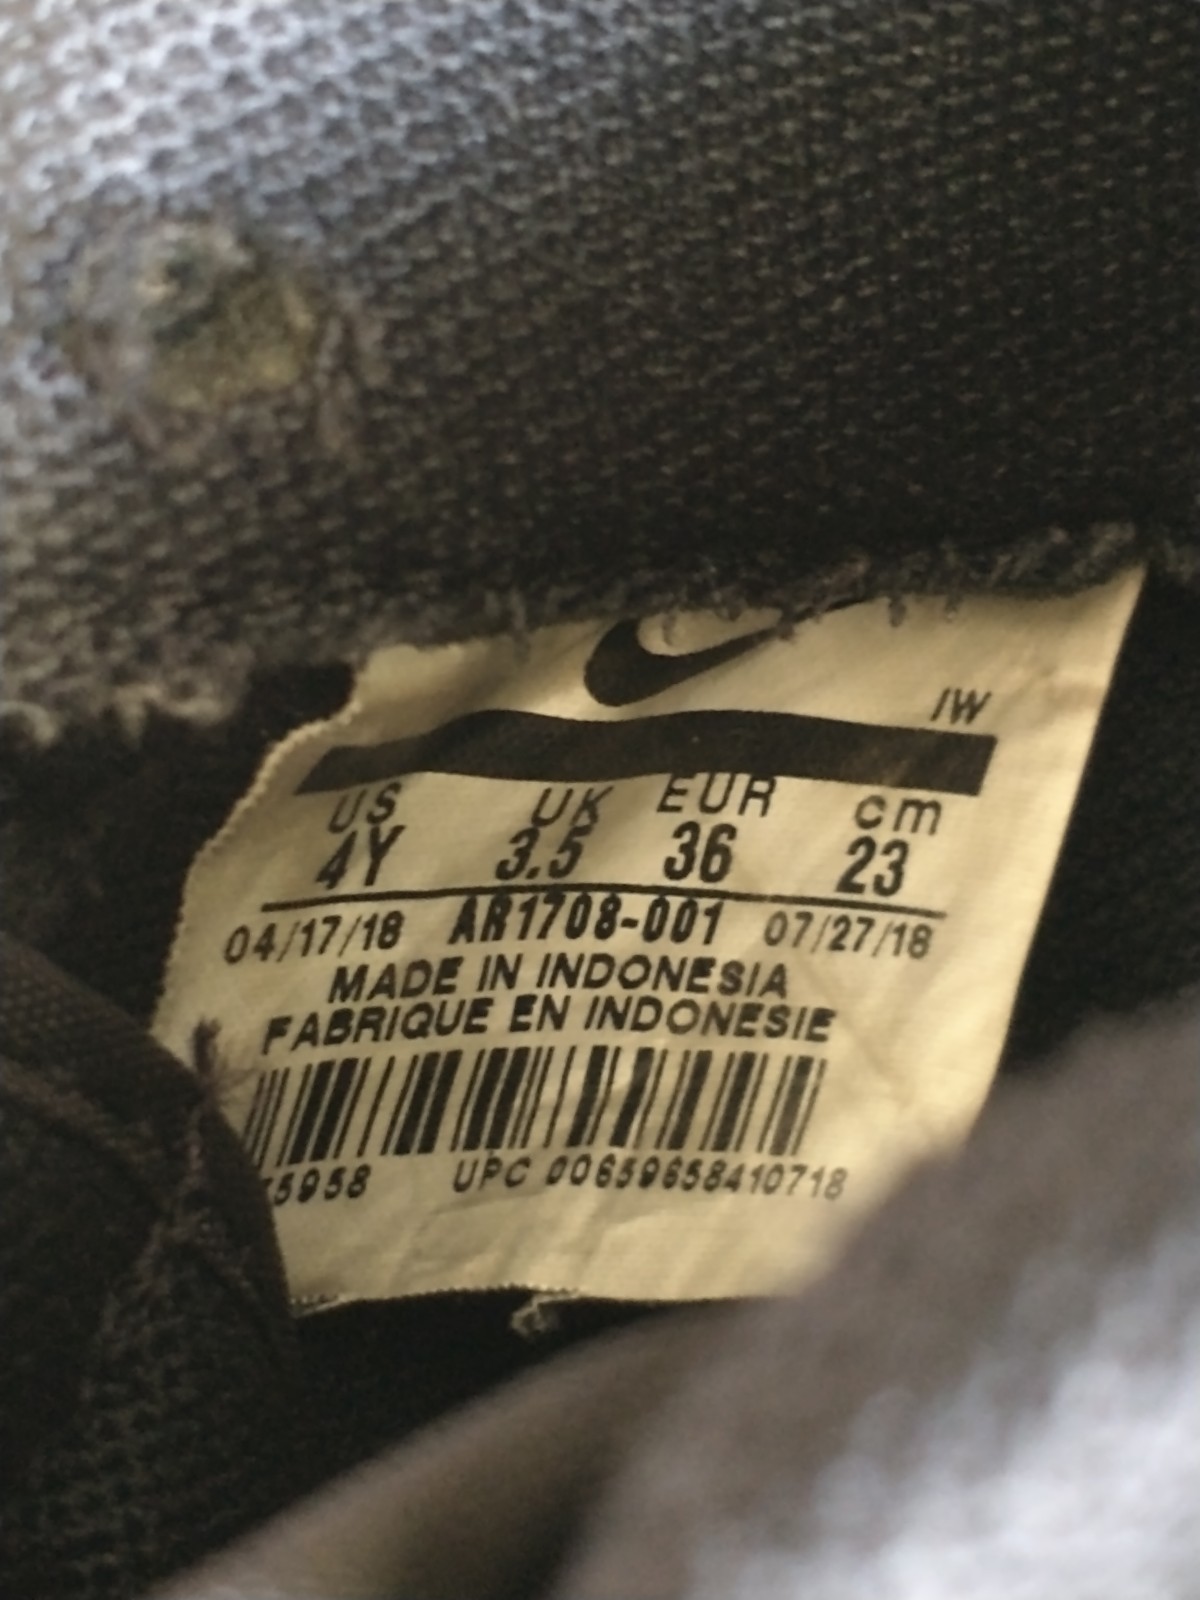 IW
US UK EUR cm
4Y 3.5 36 23
04/17/18 AR1708-001 07/27/18
MADE IN INDONESIA
FABRIQUE EN INDONESIE
5958 UPC 00659658410718